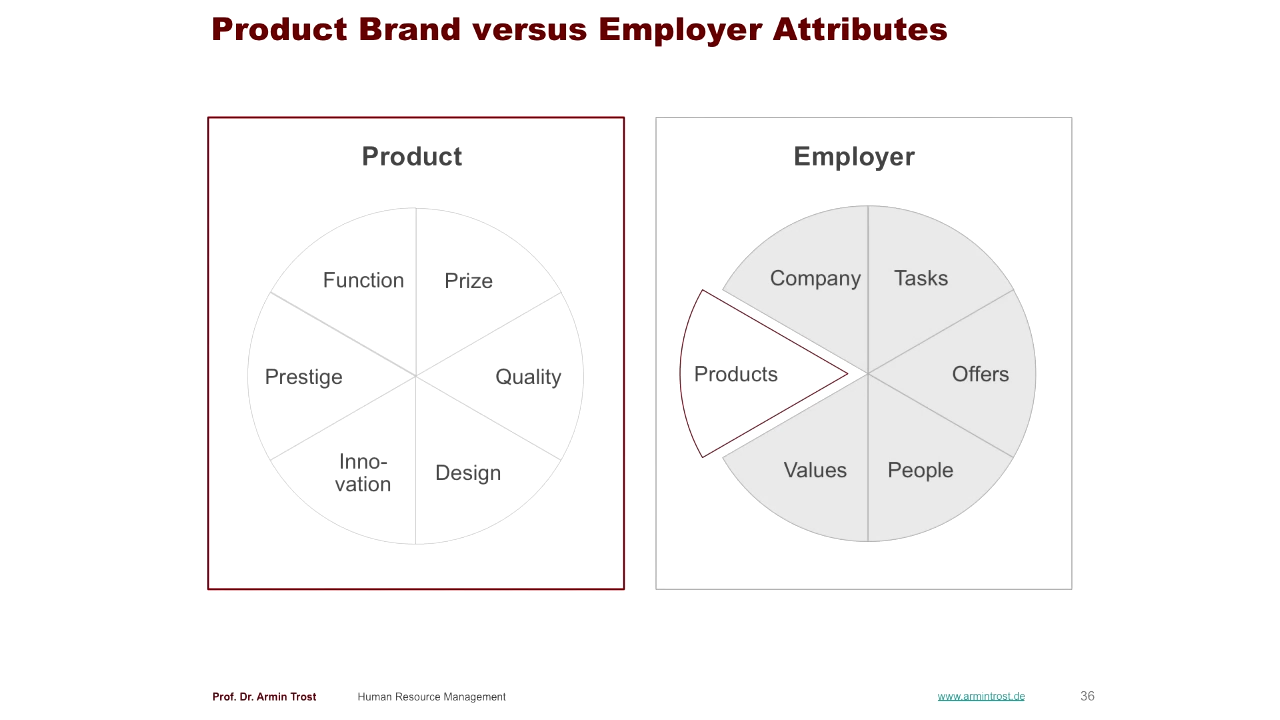 Product Brand versus Employer Attributes
Product
Function
Prize
Prestige
Quality
Inno-
vation
Design
Employer
Company
Tasks
Products
Offers
Values
People
Prof. Dr. Armin Trost
Human Resource Management
www.armintrost.de
36